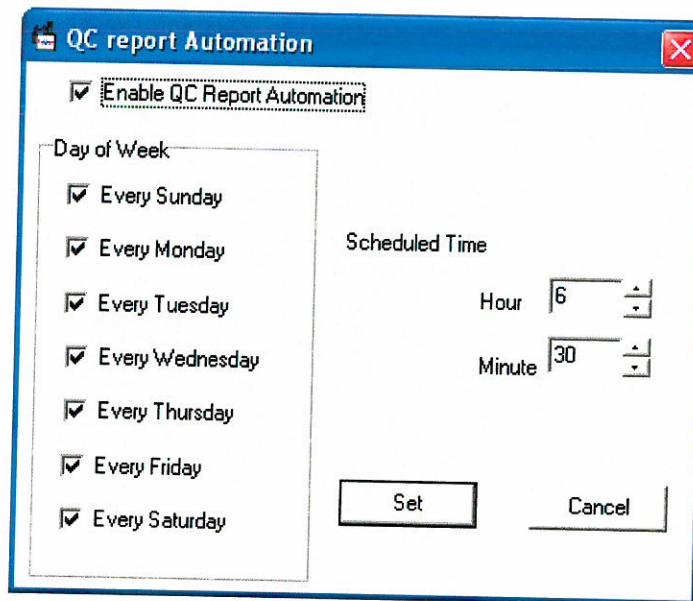 QC report Automation
Enable QC Report Automation
Day of Week
Every Sunday
Every Monday
Every Tuesday
Every Wednesday
Every Thursday
Every Friday
Every Saturday
Scheduled Time
Hour 6
Minute 30
Set
Cancel